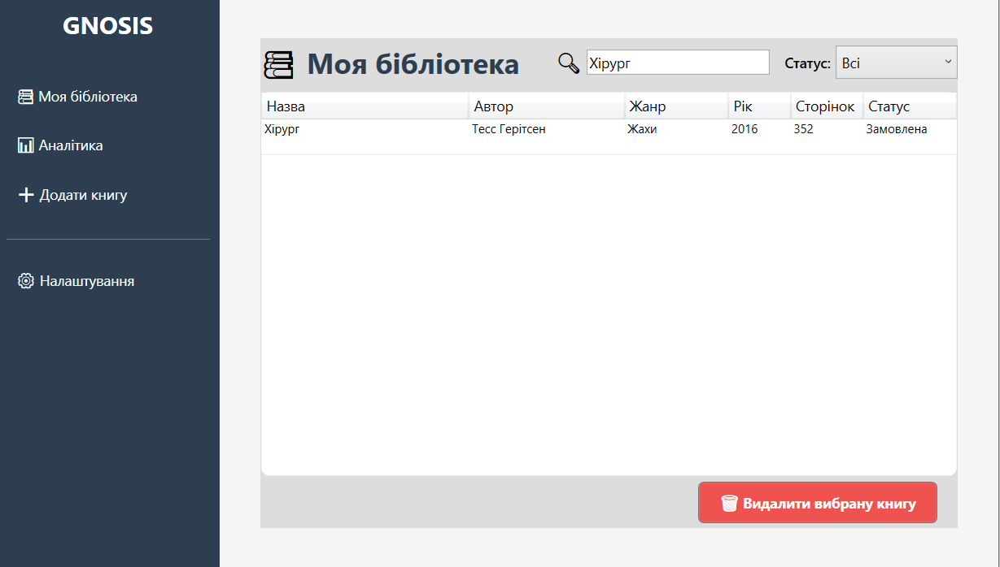 GNOSIS
Моя бібліотека
Аналітика
Додати книгу
Налаштування
Моя бібліотека Хірург Статус: Всі
Назва Автор Жанр Рік Сторінок Статус
Хірург Тесс Герітсен Жахи 2016 352 Замовлена
Видалити вибрану книгу